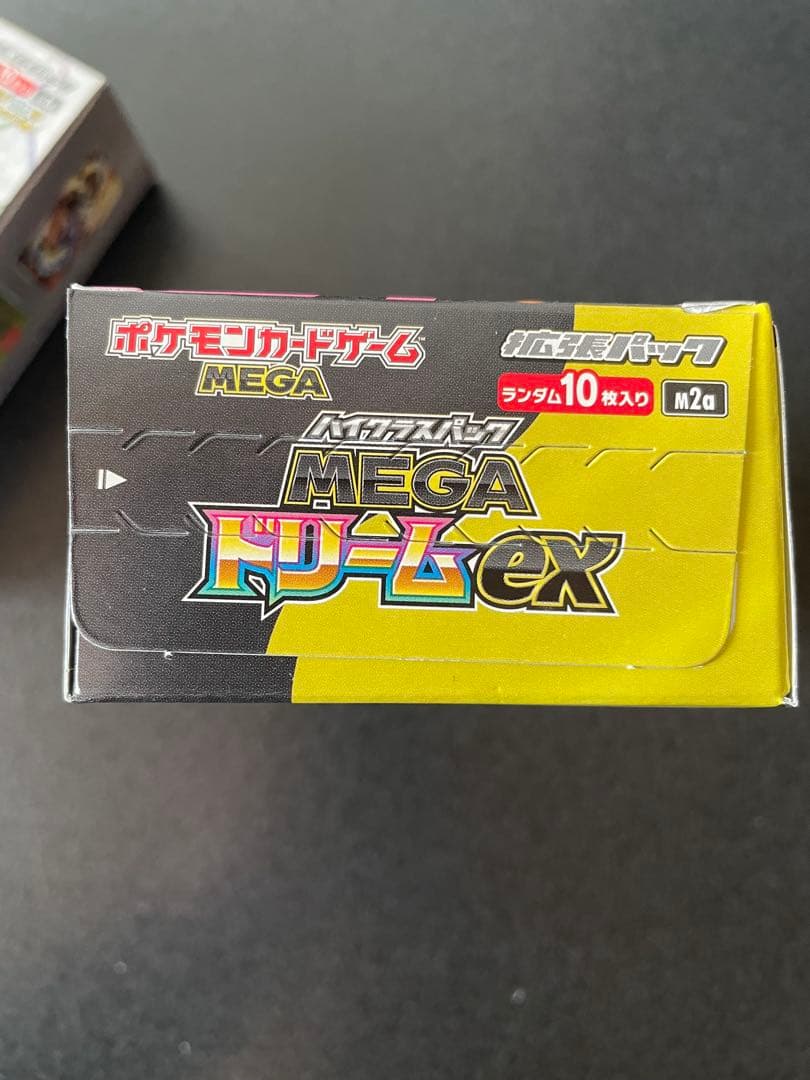 ポケモンカードゲーム
MEGA
拡張パック
ランダム10枚入り
M2a
ハイクラスパック
MEGA
ドリームex